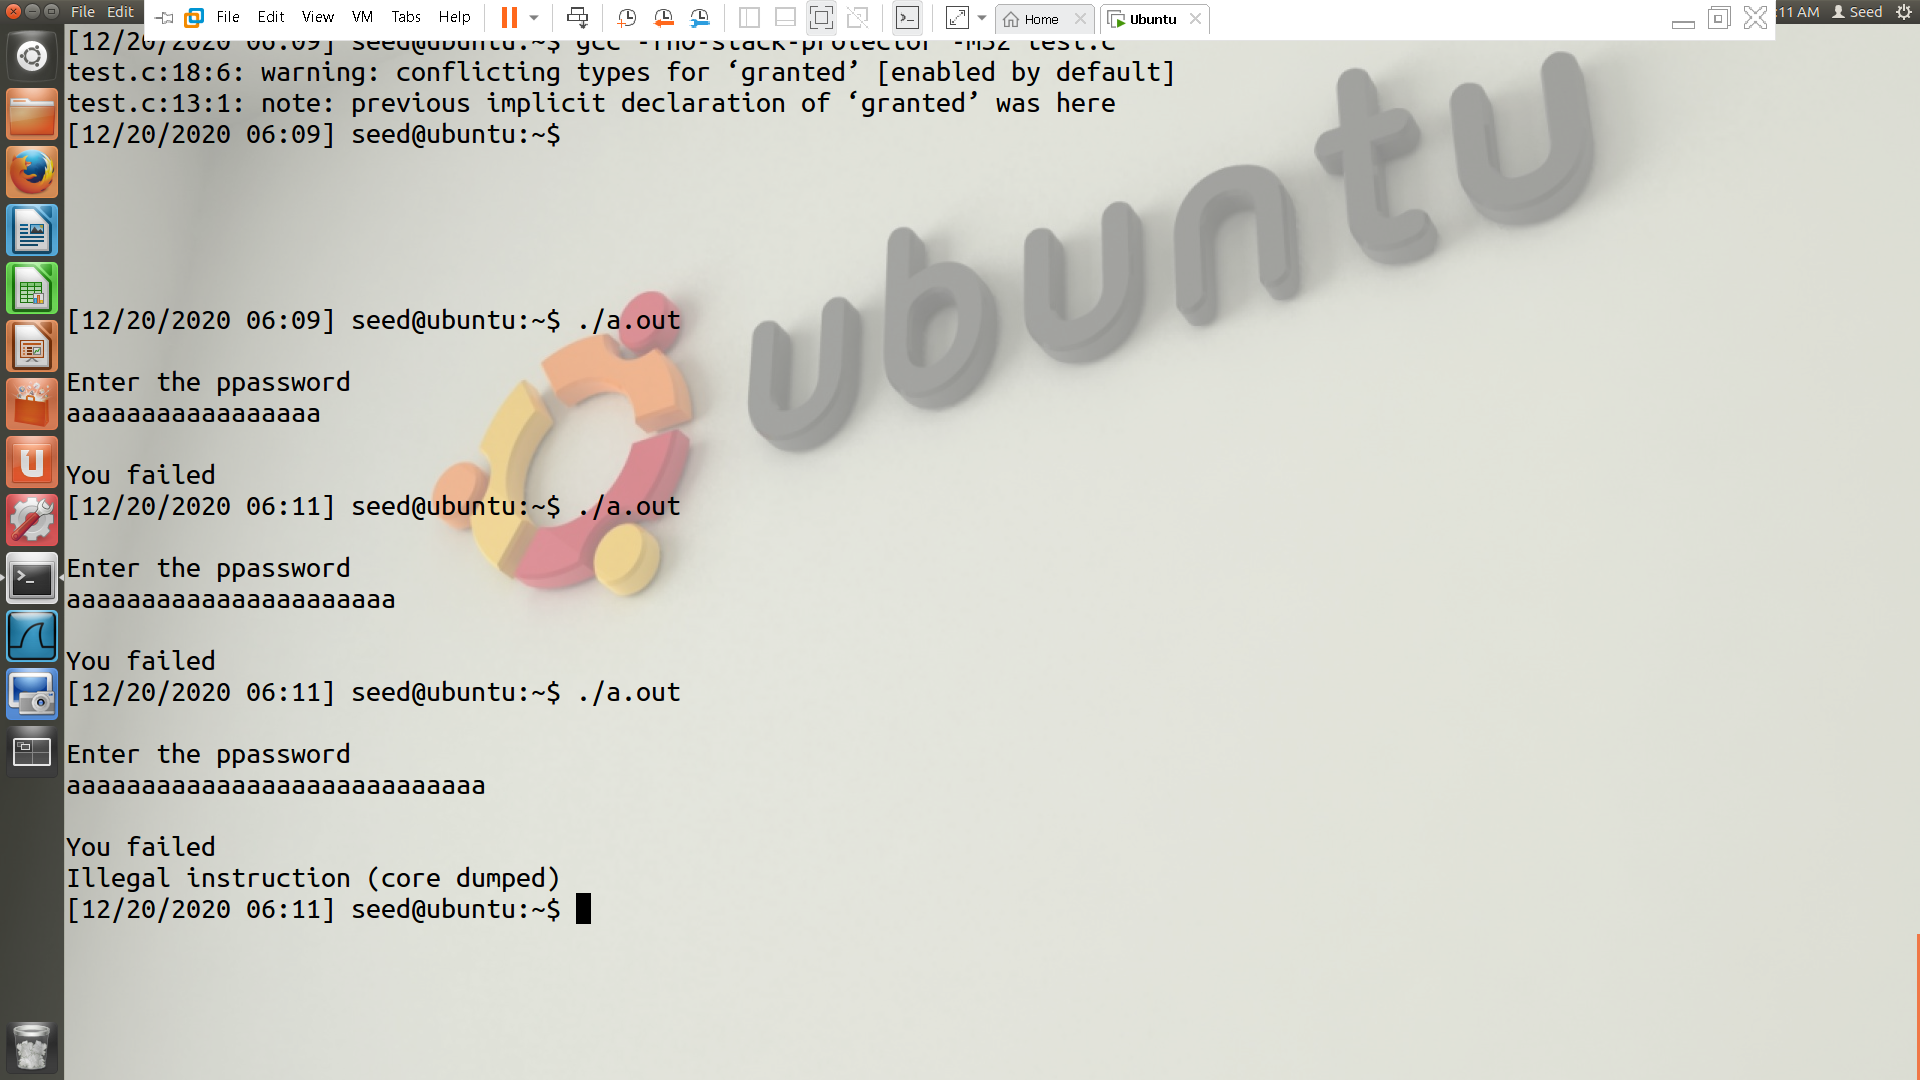 File Edit
File Edit View VM Tabs Help
Home
Ubuntu
:11 AM Seed
[12/20/2020 06:09] seed@ubuntu:~$ gcc -fno-stack-protector -m32 test.c
test.c:18:6: warning: conflicting types for ‘granted’ [enabled by default]
test.c:13:1: note: previous implicit declaration of ‘granted’ was here
[12/20/2020 06:09] seed@ubuntu:~$
ubuntu
[12/20/2020 06:09] seed@ubuntu:~$ ./a.out
Enter the ppassword
aaaaaaaaaaaaaaaaa
You failed
[12/20/2020 06:11] seed@ubuntu:~$ ./a.out
Enter the ppassword
aaaaaaaaaaaaaaaaaaaaaa
You failed
[12/20/2020 06:11] seed@ubuntu:~$ ./a.out
Enter the ppassword
aaaaaaaaaaaaaaaaaaaaaaaaaaaa
You failed
Illegal instruction (core dumped)
[12/20/2020 06:11] seed@ubuntu:~$